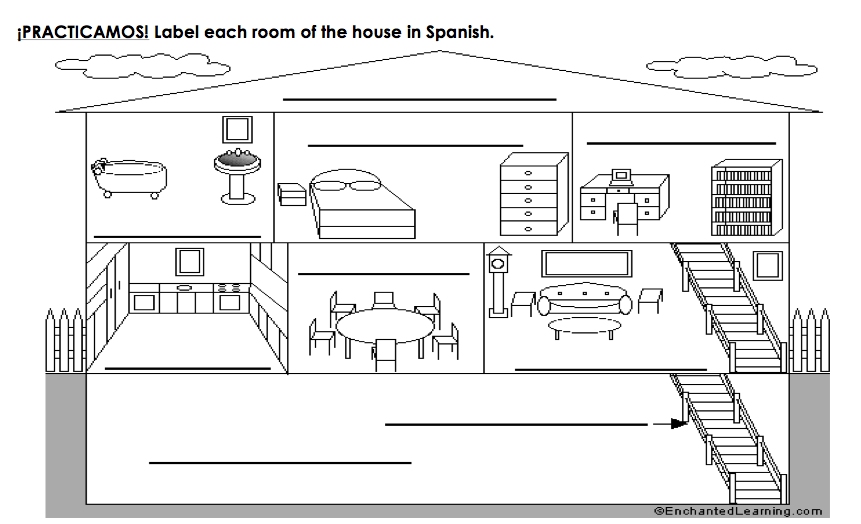 ¡PRACTICAMOS! Label each room of the house in Spanish.
©EnchantedLearning.com